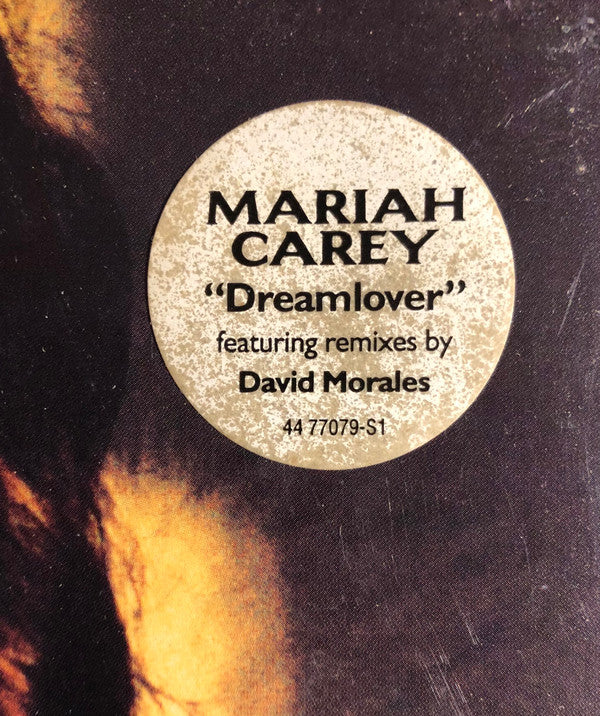 MARIAH
CAREY
“Dreamlover”
featuring remixes by
David Morales
44 77079-S1